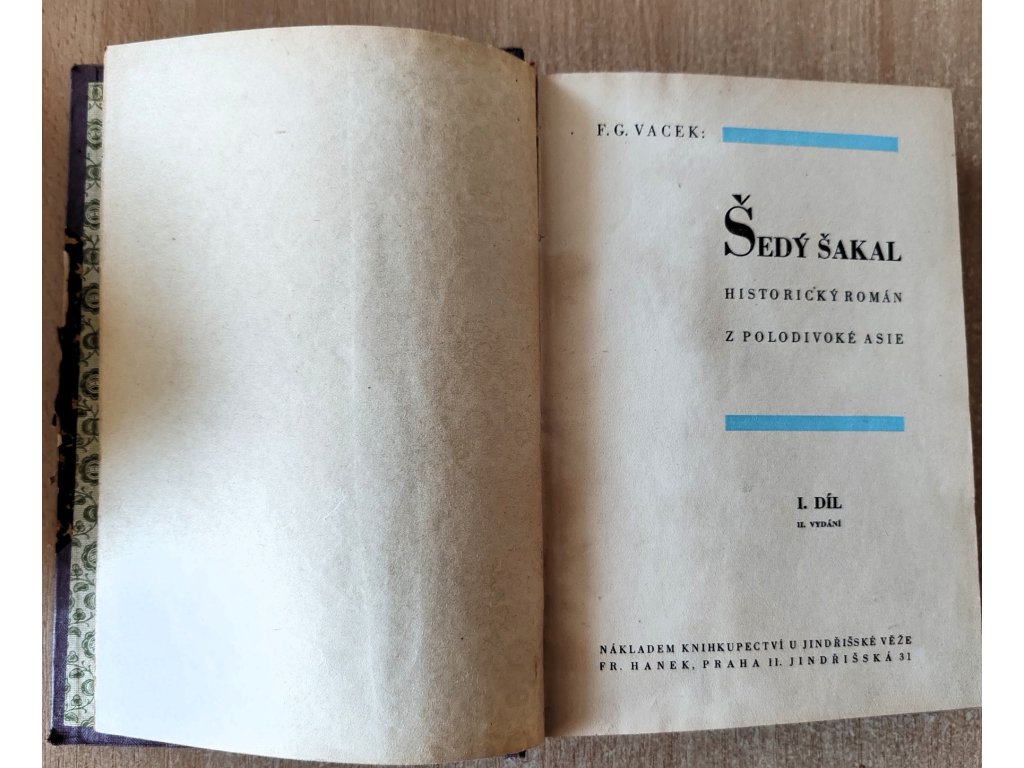 F. G. VACEK:
ŠEDÝ ŠAKAL
HISTORICKÝ ROMÁN
Z POLODIVOKÉ ASIE
I. DÍL
II. VYDÁNÍ
NÁKLADEM KNIHKUPECTVÍ U JINDŘIŠSKÉ VĚŽE
FR. HANEK, PRAHA II. JINDŘIŠSKÁ 31